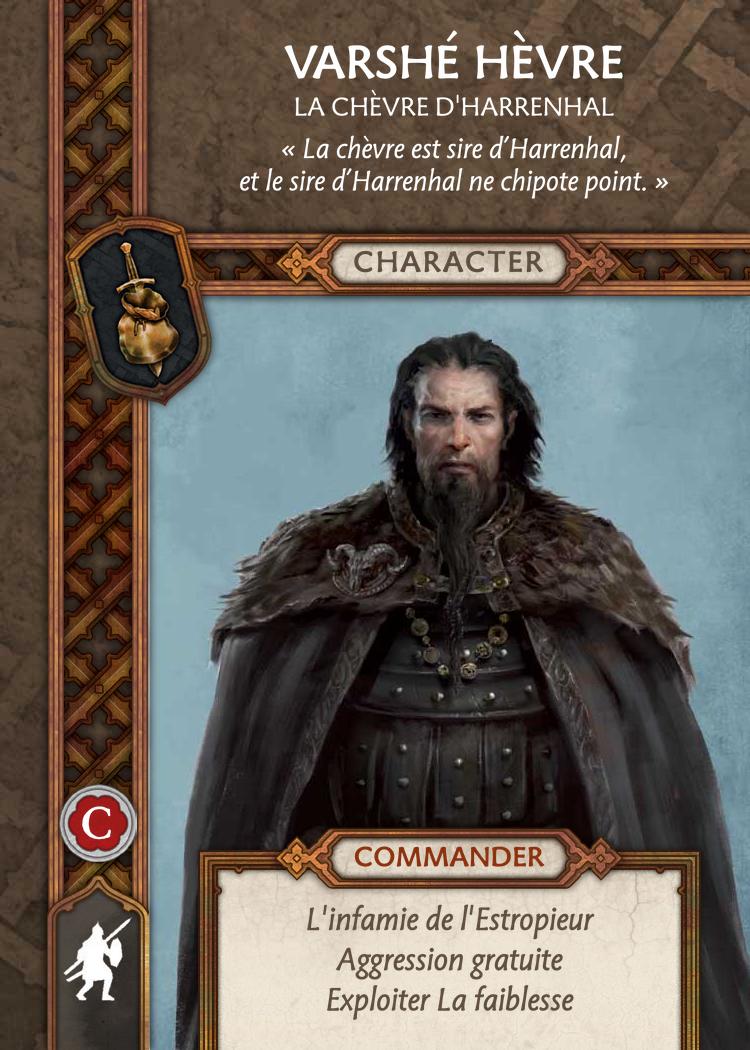 VARSHÉ HÈVRE
LA CHÈVRE D'HARRENHAL
« La chèvre est sire d'Harrenhal,
et le sire d'Harrenhal ne chipote point. »
CHARACTER
C
COMMANDER
L'infamie de l'Estropieur
Aggression gratuite
Exploiter La faiblesse